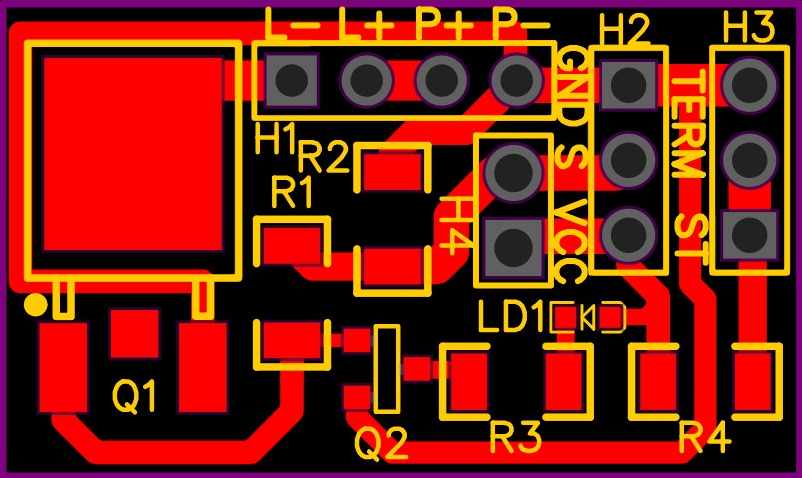 L- L+ P+ P-
H2
H3
GND
TERM
H1
R2
S
R1
H4
VCC
ST
LD1
Q1
Q2
R3
R4